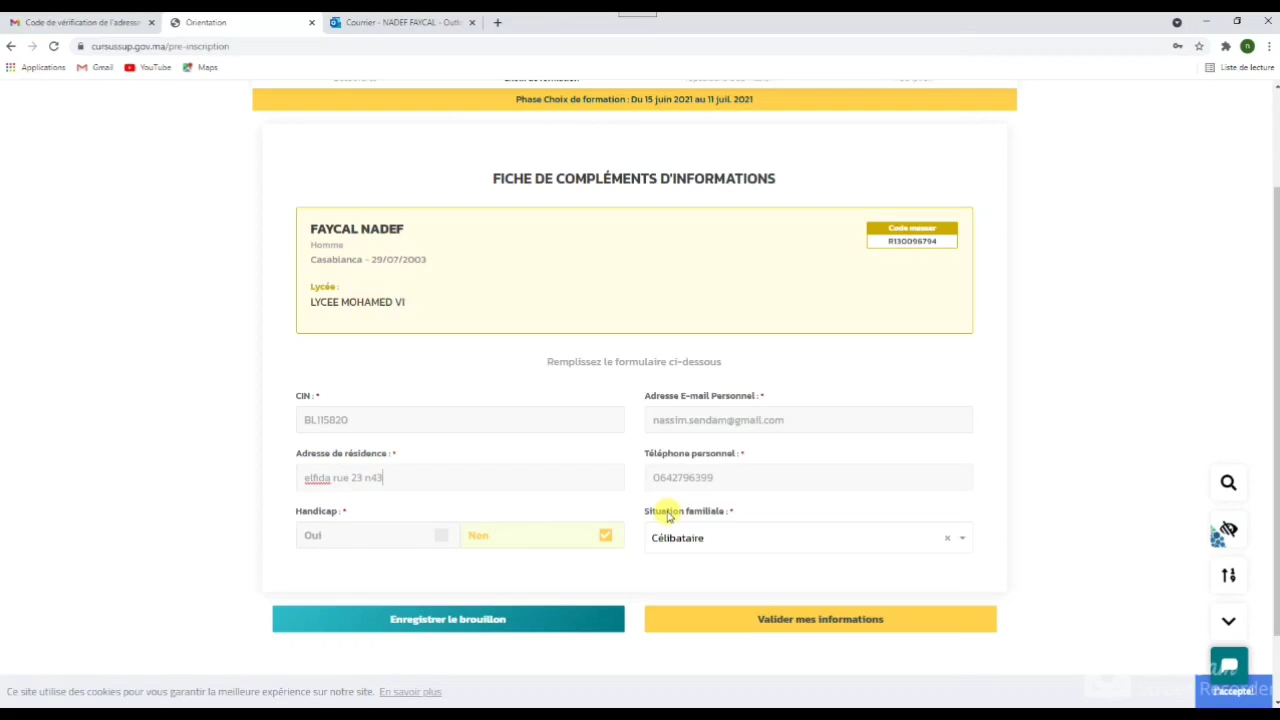 Code de vérification de l'adresse
Orientation
Courrier - NADEF FAYCAL - Outl
cursussup.gov.ma/pre-inscription
Applications
Gmail
YouTube
Maps
Liste de lecture
Phase Choix de formation : Du 15 juin 2021 au 11 juil. 2021
FICHE DE COMPLÉMENTS D'INFORMATIONS
FAYCAL NADEF
Code massar
R130096794
Homme
Casablanca - 29/07/2003
Lycée :
LYCEE MOHAMED VI
Remplissez le formulaire ci-dessous
CIN : *
Adresse E-mail Personnel : *
BL115820
nassim.sendam@gmail.com
Adresse de résidence : *
Téléphone personnel : *
elfida rue 23 n43
0642796399
Handicap : *
Situation familiale : *
Oui
Non
Célibataire
Enregistrer le brouillon
Valider mes informations
Ce site utilise des cookies pour vous garantir la meilleure expérience sur notre site. En savoir plus
J'accepte!